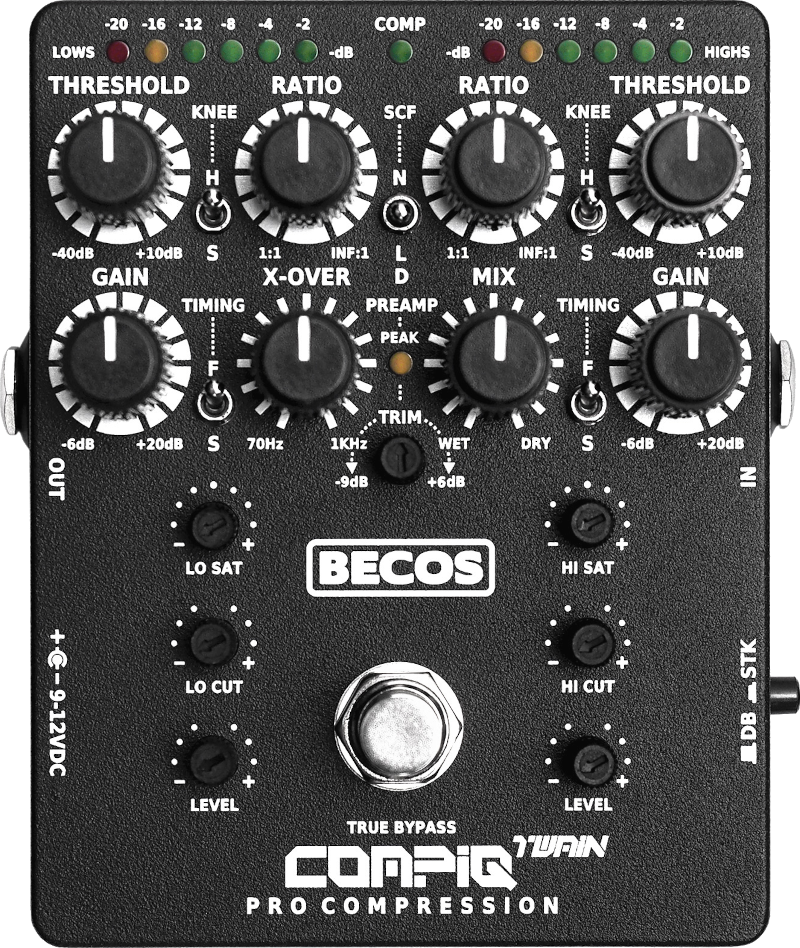 -20 -16 -12 -8 -4 -2 COMP -20 -16 -12 -8 -4 -2
LOWS -dB -dB HIGHS
THRESHOLD RATIO RATIO THRESHOLD
KNEE SCF KNEE
H N H
-40dB +10dB S 1:1 INF:1 L 1:1 INF:1 S -40dB +10dB
GAIN X-OVER D MIX GAIN
TIMING PREAMP TIMING
PEAK
F F
TRIM
-6dB +20dB S 70Hz 1KHz WET DRY S -6dB +20dB
-9dB +6dB
OUT IN
- + - +
LO SAT HI SAT
BECOS
- + - +
LO CUT HI CUT
+ - 9-12VDC
DB STK
- + - +
LEVEL LEVEL
TRUE BYPASS
COMPIQ TWAIN
PRO COMPRESSION